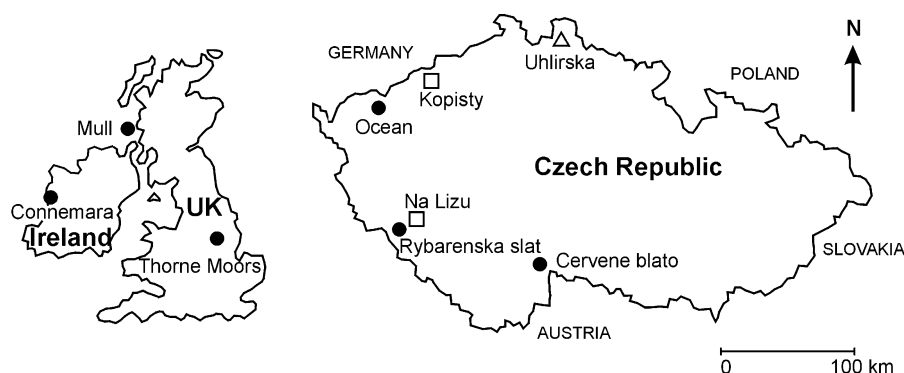 GERMANY
Uhlirska
N
POLAND
Kopisty
Ocean
Mull
Czech Republic
Na Lizu
Connemara
UK
Ireland
Rybarenska slat
Thorne Moors
Cervene blato
SLOVAKIA
AUSTRIA
0 100 km